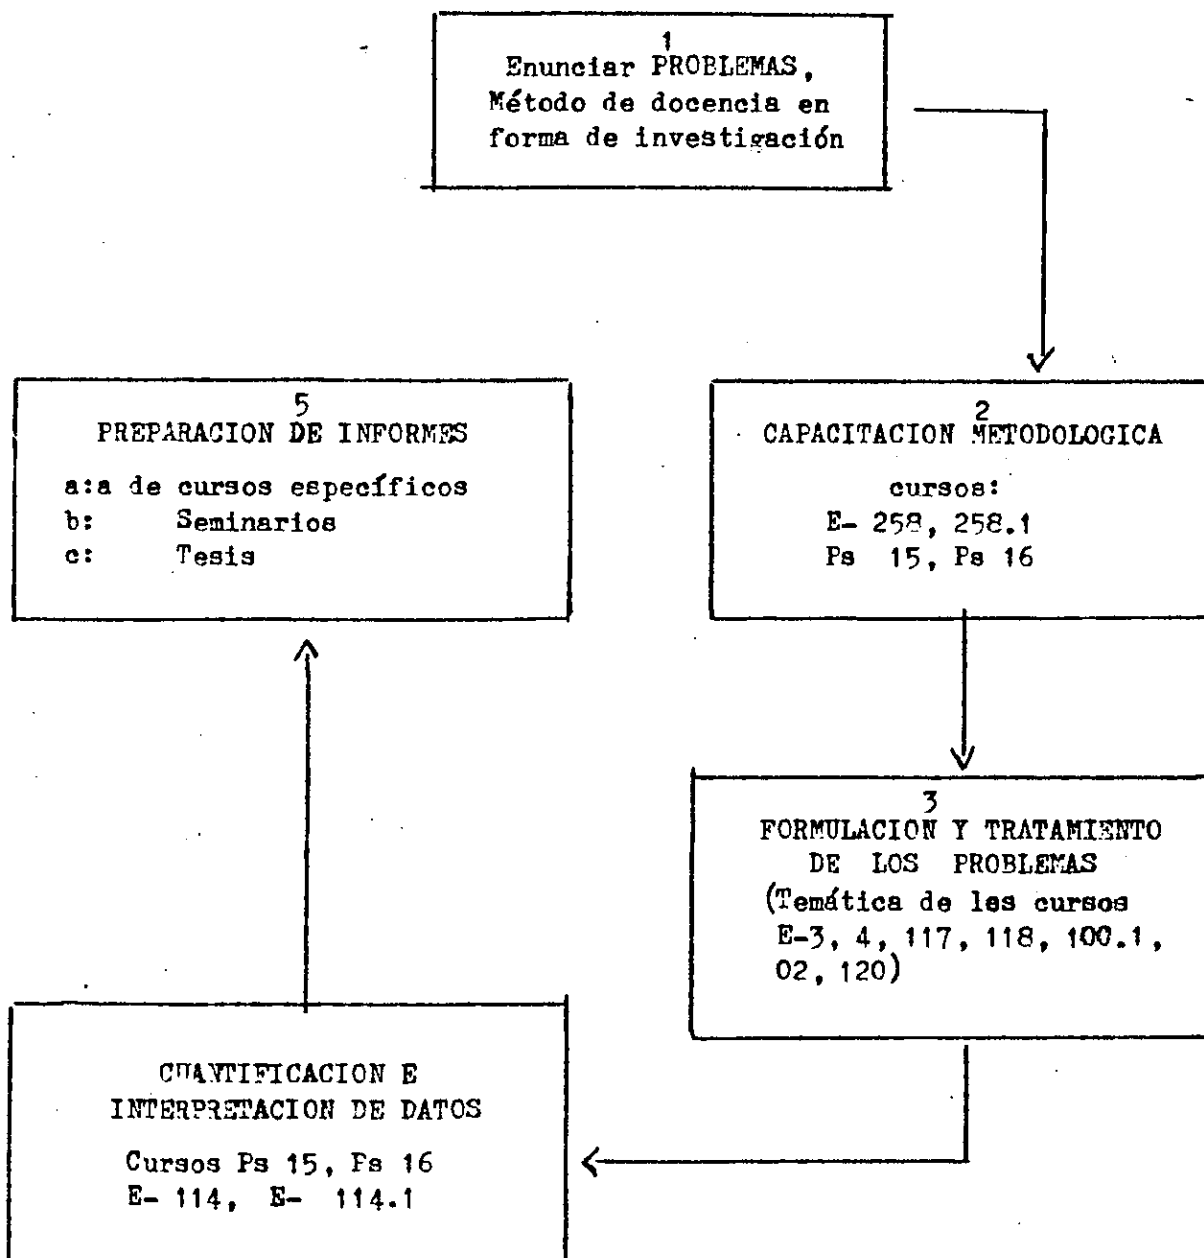 1
Enunciar PROBLEMAS,
Método de docencia en
forma de investigación
2
CAPACITACION METODOLOGICA
cursos:
E- 258, 258.1
Ps 15, Ps 16
3
FORMULACION Y TRATAMIENTO
DE LOS PROBLEMAS
(Temática de les cursos
E-3, 4, 117, 118, 100.1,
02, 120)
CUANTIFICACION E
INTERPRETACION DE DATOS
Cursos Ps 15, Ps 16
E- 114, E- 114.1
5
PREPARACION DE INFORMES
a:a de cursos específicos
b: Seminarios
c: Tesis